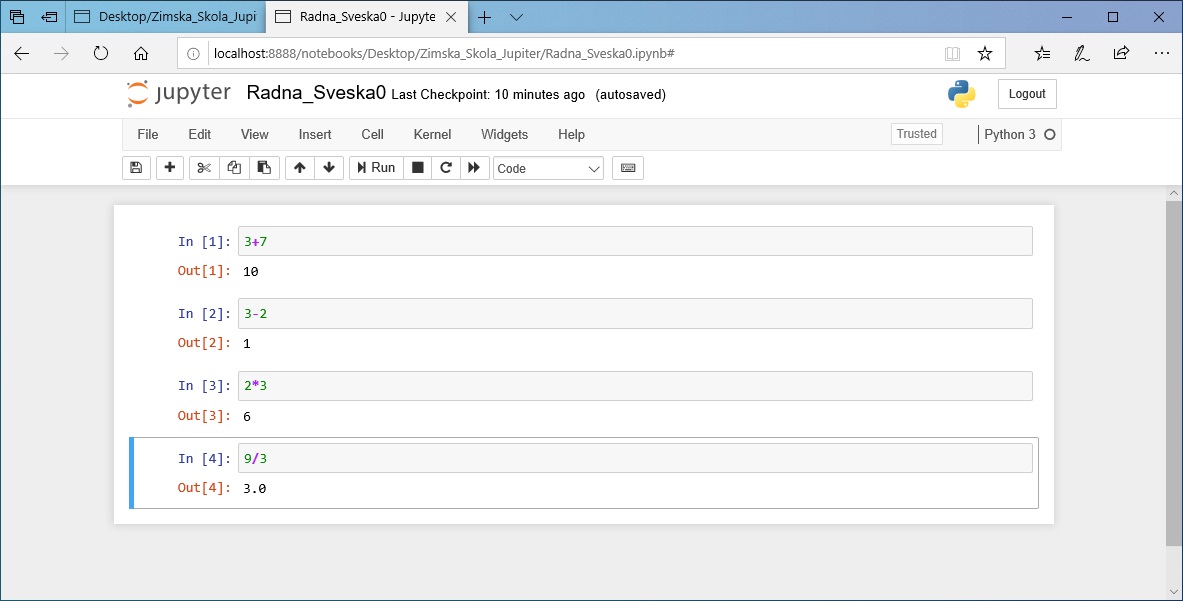 Desktop/Zimska_Skola_Jupi
Radna_Sveska0 - Jupyte
localhost:8888/notebooks/Desktop/Zimska_Skola_Jupiter/Radna_Sveska0.ipynb#
jupyter Radna_Sveska0 Last Checkpoint: 10 minutes ago (autosaved)
Logout
File Edit View Insert Cell Kernel Widgets Help
Trusted
Python 3
Run
Code
In [1]: 3+7
Out[1]: 10
In [2]: 3-2
Out[2]: 1
In [3]: 2*3
Out[3]: 6
In [4]: 9/3
Out[4]: 3.0